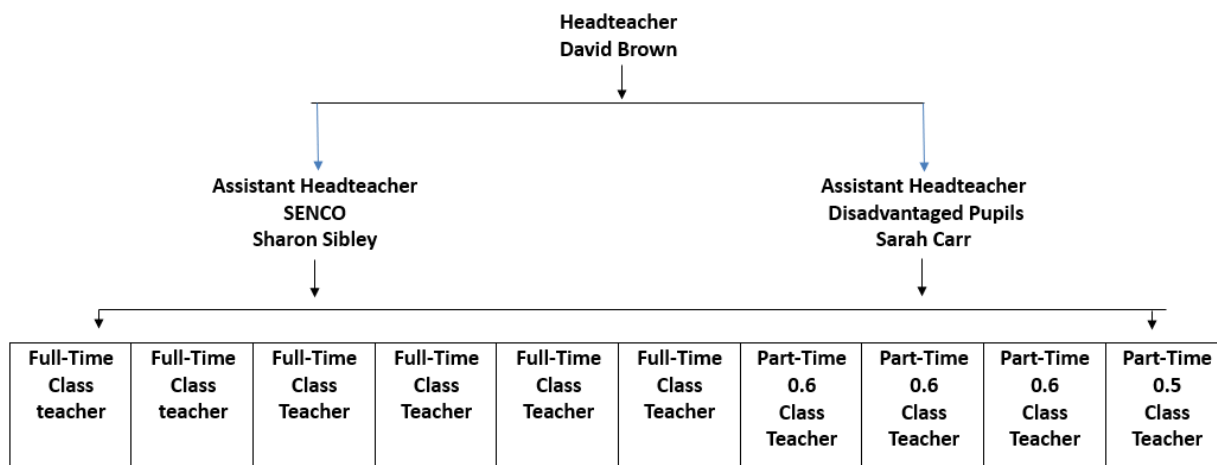 Headteacher
David Brown
Assistant Headteacher
SENCO
Sharon Sibley
Assistant Headteacher
Disadvantaged Pupils
Sarah Carr
Full-Time
Class
teacher
Full-Time
Class
teacher
Full-Time
Class
Teacher
Full-Time
Class
Teacher
Full-Time
Class
Teacher
Full-Time
Class
Teacher
Part-Time
0.6
Class
Teacher
Part-Time
0.6
Class
Teacher
Part-Time
0.6
Class
Teacher
Part-Time
0.5
Class
Teacher